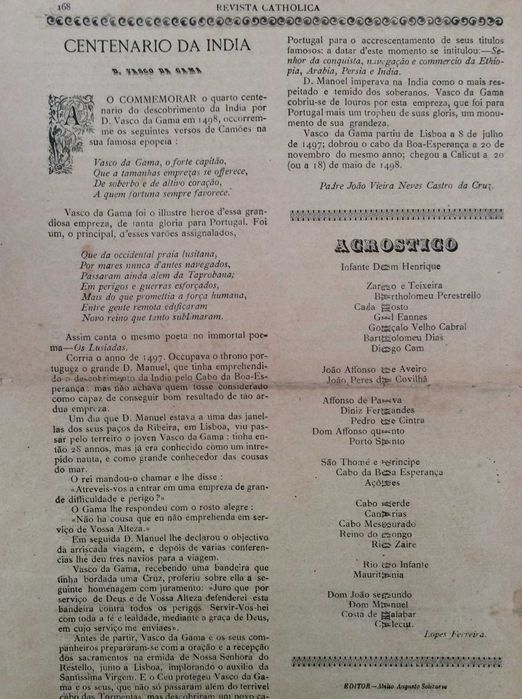 168
REVISTA CATHOLICA
CENTENARIO DA INDIA
D. VASCO DA GAMA
AO COMMEMORAR o quarto cente-
nario do descobrimento da India por
D. Vasco da Gama em 1498, occorrem-
me os seguintes versos de Camões na
sua famosa epopeia :
Vasco da Gama, o forte capitão,
Que a tamanhas emprezas se offerece,
De soberbo e de altivo coração,
A quem fortuna sempre favorece.
Vasco da Gama foi o illustre heroe d'essa gran-
diosa empreza, de tanta gloria para Portugal. Foi
um, o principal, d'esses varões assignalados,
Que da occidental praia lusitana,
Por mares nunca d'antes navegados,
Passaram ainda alem da Taprobana;
Em perigos e guerras esforçados,
Mais do que promettia a força humana,
Entre gente remota edificaram
Novo reino que tanto sublimaram.
Assim canta o mesmo poeta no immortal poe-
ma—Os Lusiadas.
Corria o anno de 1497. Occupava o throno por-
tuguez o grande D. Manuel, que tinha emprehendi-
do o descobrimento da India pelo Cabo da Boa-Es-
perança: mas não achava quem fosse considerado
como capaz de conseguir bom resultado de tão ar-
dua empreza.
Um dia que D. Manuel estava a uma das janel-
las dos seus paços da Ribeira, em Lisboa, viu pas-
sar pelo terreiro o joven Vasco da Gama : tinha en-
tão 28 annos, mas já era conhecido como um intre-
pido nauta, e como grande conhecedor das cousas
do mar.
O rei mandou-o chamar e lhe disse :
»Atreveis-vos a entrar em uma empreza de gran-
de difficuldade e perigo ?»
O Gama lhe respondeu com o rosto alegre :
»Não ha cousa que eu não emprehenda em ser-
viço de Vossa Alteza.»
Em seguida D. Manuel lhe declarou o objectivo
da arriscada viagem, e depois de varias conferen-
cias lhe deu tres navios para a viagem.
Vasco da Gama, recebendo uma bandeira que
tinha bordada uma Cruz, proferiu sobre ella a se-
guinte homenagem com juramento: «Juro que por
serviço de Deus e de Vossa Alteza defenderei esta
bandeira contra todos os perigos. Servir-Vos-hei
com toda a fé e lealdade, mediante a graça de Deus,
em cujo serviço me enviaes».
Antes de partir, Vasco da Gama e os seus com-
panheiros prepararam-se com a oração e a recepção
dos sacramentos na ermida de Nossa Senhora do
Restello, junto a Lisboa, implorando o auxilio da
Santissima Virgem. E o Ceu protegeu Vasco da Ga-
ma e os seus, que não só passaram alem do terrivel
cabo das Tormentas, mas descobriram um novo ca-
Portugal para o accrescentamento de seus titulos
famosos: a datar d'este momento se intitulou:—Se-
nhor da conquista, navegação e commercio da Ethio-
pia, Arabia, Persia e India.
D. Manuel imperava na India como o mais res-
peitado e temido dos soberanos. Vasco da Gama
cobriu-se de louros por esta empreza, que foi para
Portugal mais um tropheu de suas glorias, um monu-
mento de sua grandeza.
Vasco da Gama partiu de Lisboa a 8 de julho
de 1497; dobrou o cabo da Boa-Esperança a 20 de
novembro do mesmo anno; chegou a Calicut a 20
(ou a 18) de maio de 1498.
Padre João Vieira Neves Castro da Cruz.
ACROSTICO
Infante Dom Henrique
Zargo e Teixeira
Bartholomeu Perestrello
Cada Mosto
Gil Eannes
Gonçalo Velho Cabral
Bartholomeu Dias
Diogo Cam
João Affonso de Aveiro
João Peres de Covilhã
Affonso de Paiva
Diniz Fernandes
Pedro de Cintra
Dom Affonso quinto
Porto Santo
São Thomé e Principe
Cabo da Boa Esperança
Açôres
Cabo Verde
Canarias
Cabo Mesurado
Reino do Congo
Rio Zaire
Rio do Infante
Mauritania
Dom João segundo
Dom Manuel
Costa de Malabar
Calecut.
Lopes Ferreira.
EDITOR
Augusto